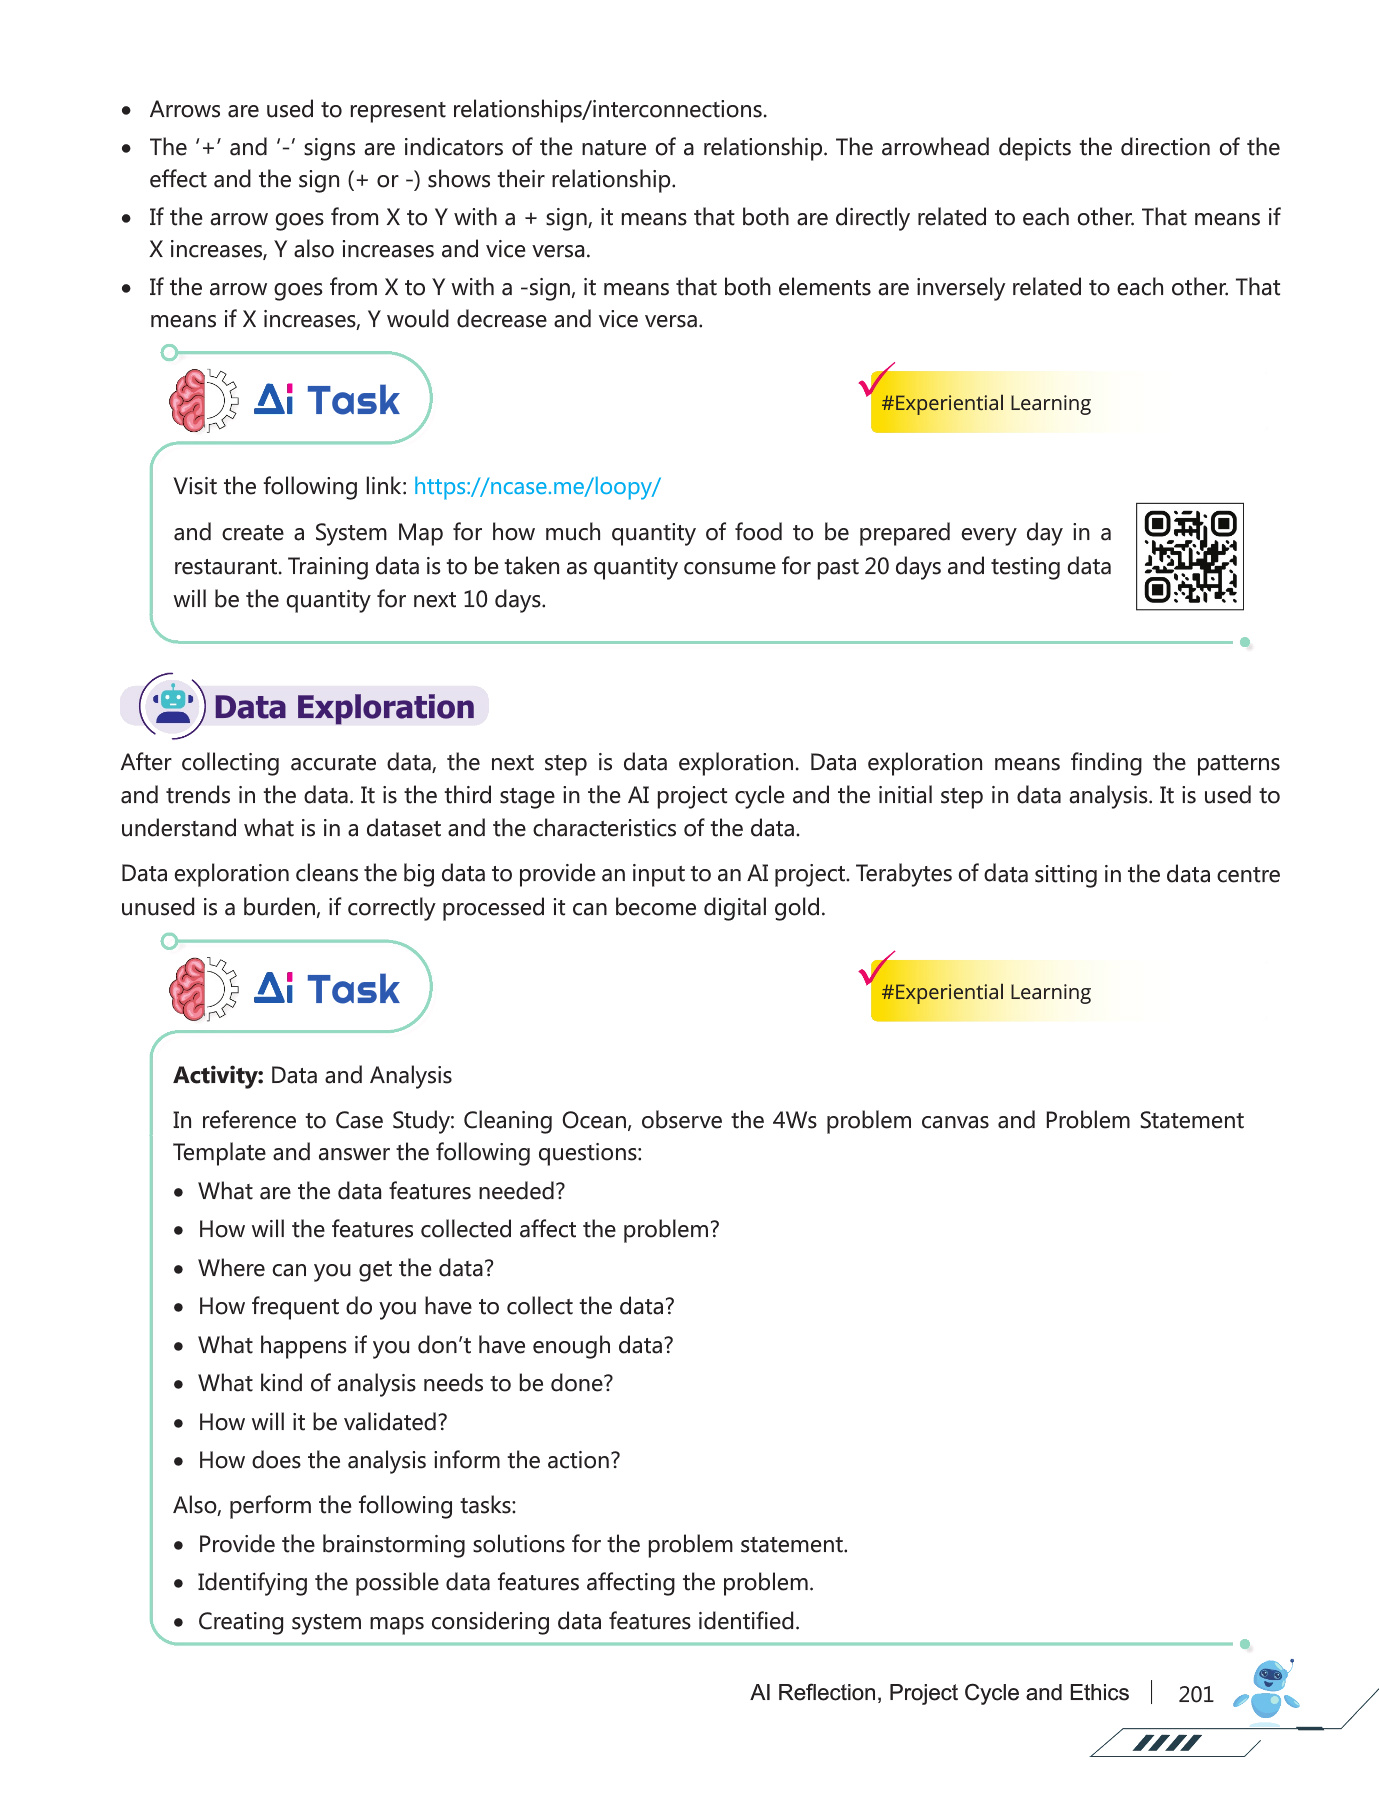 • Arrows are used to represent relationships/interconnections.
• The ‘+’ and ‘-’ signs are indicators of the nature of a relationship. The arrowhead depicts the direction of the
effect and the sign (+ or -) shows their relationship.
• If the arrow goes from X to Y with a + sign, it means that both are directly related to each other. That means if
X increases, Y also increases and vice versa.
• If the arrow goes from X to Y with a -sign, it means that both elements are inversely related to each other. That
means if X increases, Y would decrease and vice versa.
Ai Task
#Experiential Learning
Visit the following link: https://ncase.me/loopy/
and create a System Map for how much quantity of food to be prepared every day in a
restaurant. Training data is to be taken as quantity consume for past 20 days and testing data
will be the quantity for next 10 days.
Data Exploration
After collecting accurate data, the next step is data exploration. Data exploration means finding the patterns
and trends in the data. It is the third stage in the AI project cycle and the initial step in data analysis. It is used to
understand what is in a dataset and the characteristics of the data.
Data exploration cleans the big data to provide an input to an AI project. Terabytes of data sitting in the data centre
unused is a burden, if correctly processed it can become digital gold.
Ai Task
#Experiential Learning
Activity: Data and Analysis
In reference to Case Study: Cleaning Ocean, observe the 4Ws problem canvas and Problem Statement
Template and answer the following questions:
• What are the data features needed?
• How will the features collected affect the problem?
• Where can you get the data?
• How frequent do you have to collect the data?
• What happens if you don’t have enough data?
• What kind of analysis needs to be done?
• How will it be validated?
• How does the analysis inform the action?
Also, perform the following tasks:
• Provide the brainstorming solutions for the problem statement.
• Identifying the possible data features affecting the problem.
• Creating system maps considering data features identified.
AI Reflection, Project Cycle and Ethics 201